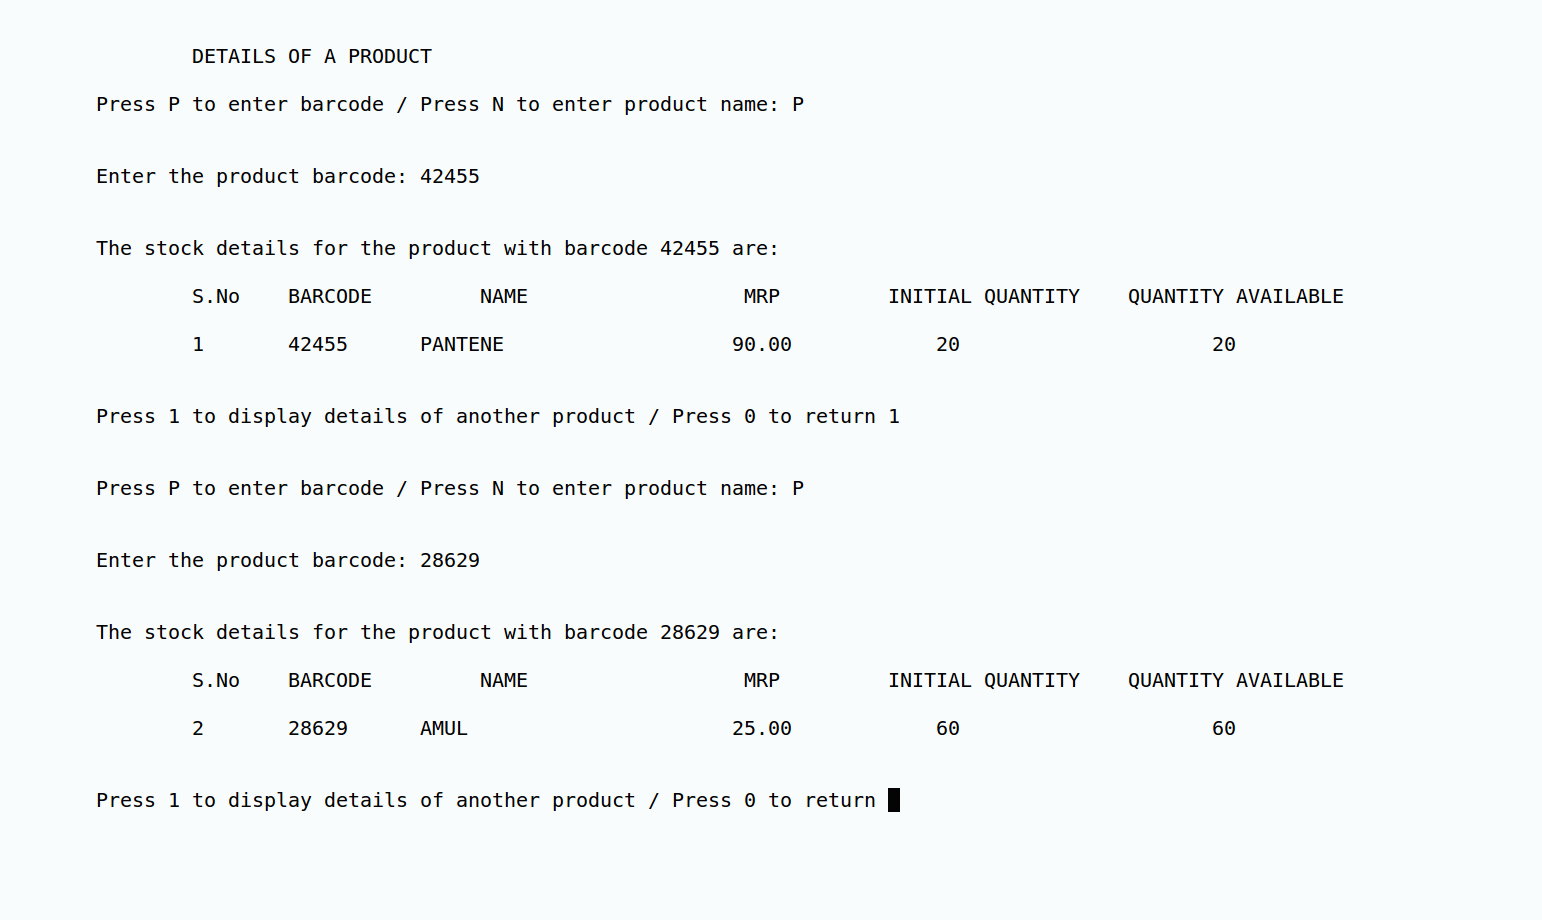 DETAILS OF A PRODUCT
Press P to enter barcode / Press N to enter product name: P
Enter the product barcode: 42455
The stock details for the product with barcode 42455 are:
S.No BARCODE NAME MRP INITIAL QUANTITY QUANTITY AVAILABLE
1 42455 PANTENE 90.00 20 20
Press 1 to display details of another product / Press 0 to return 1
Press P to enter barcode / Press N to enter product name: P
Enter the product barcode: 28629
The stock details for the product with barcode 28629 are:
S.No BARCODE NAME MRP INITIAL QUANTITY QUANTITY AVAILABLE
2 28629 AMUL 25.00 60 60
Press 1 to display details of another product / Press 0 to return